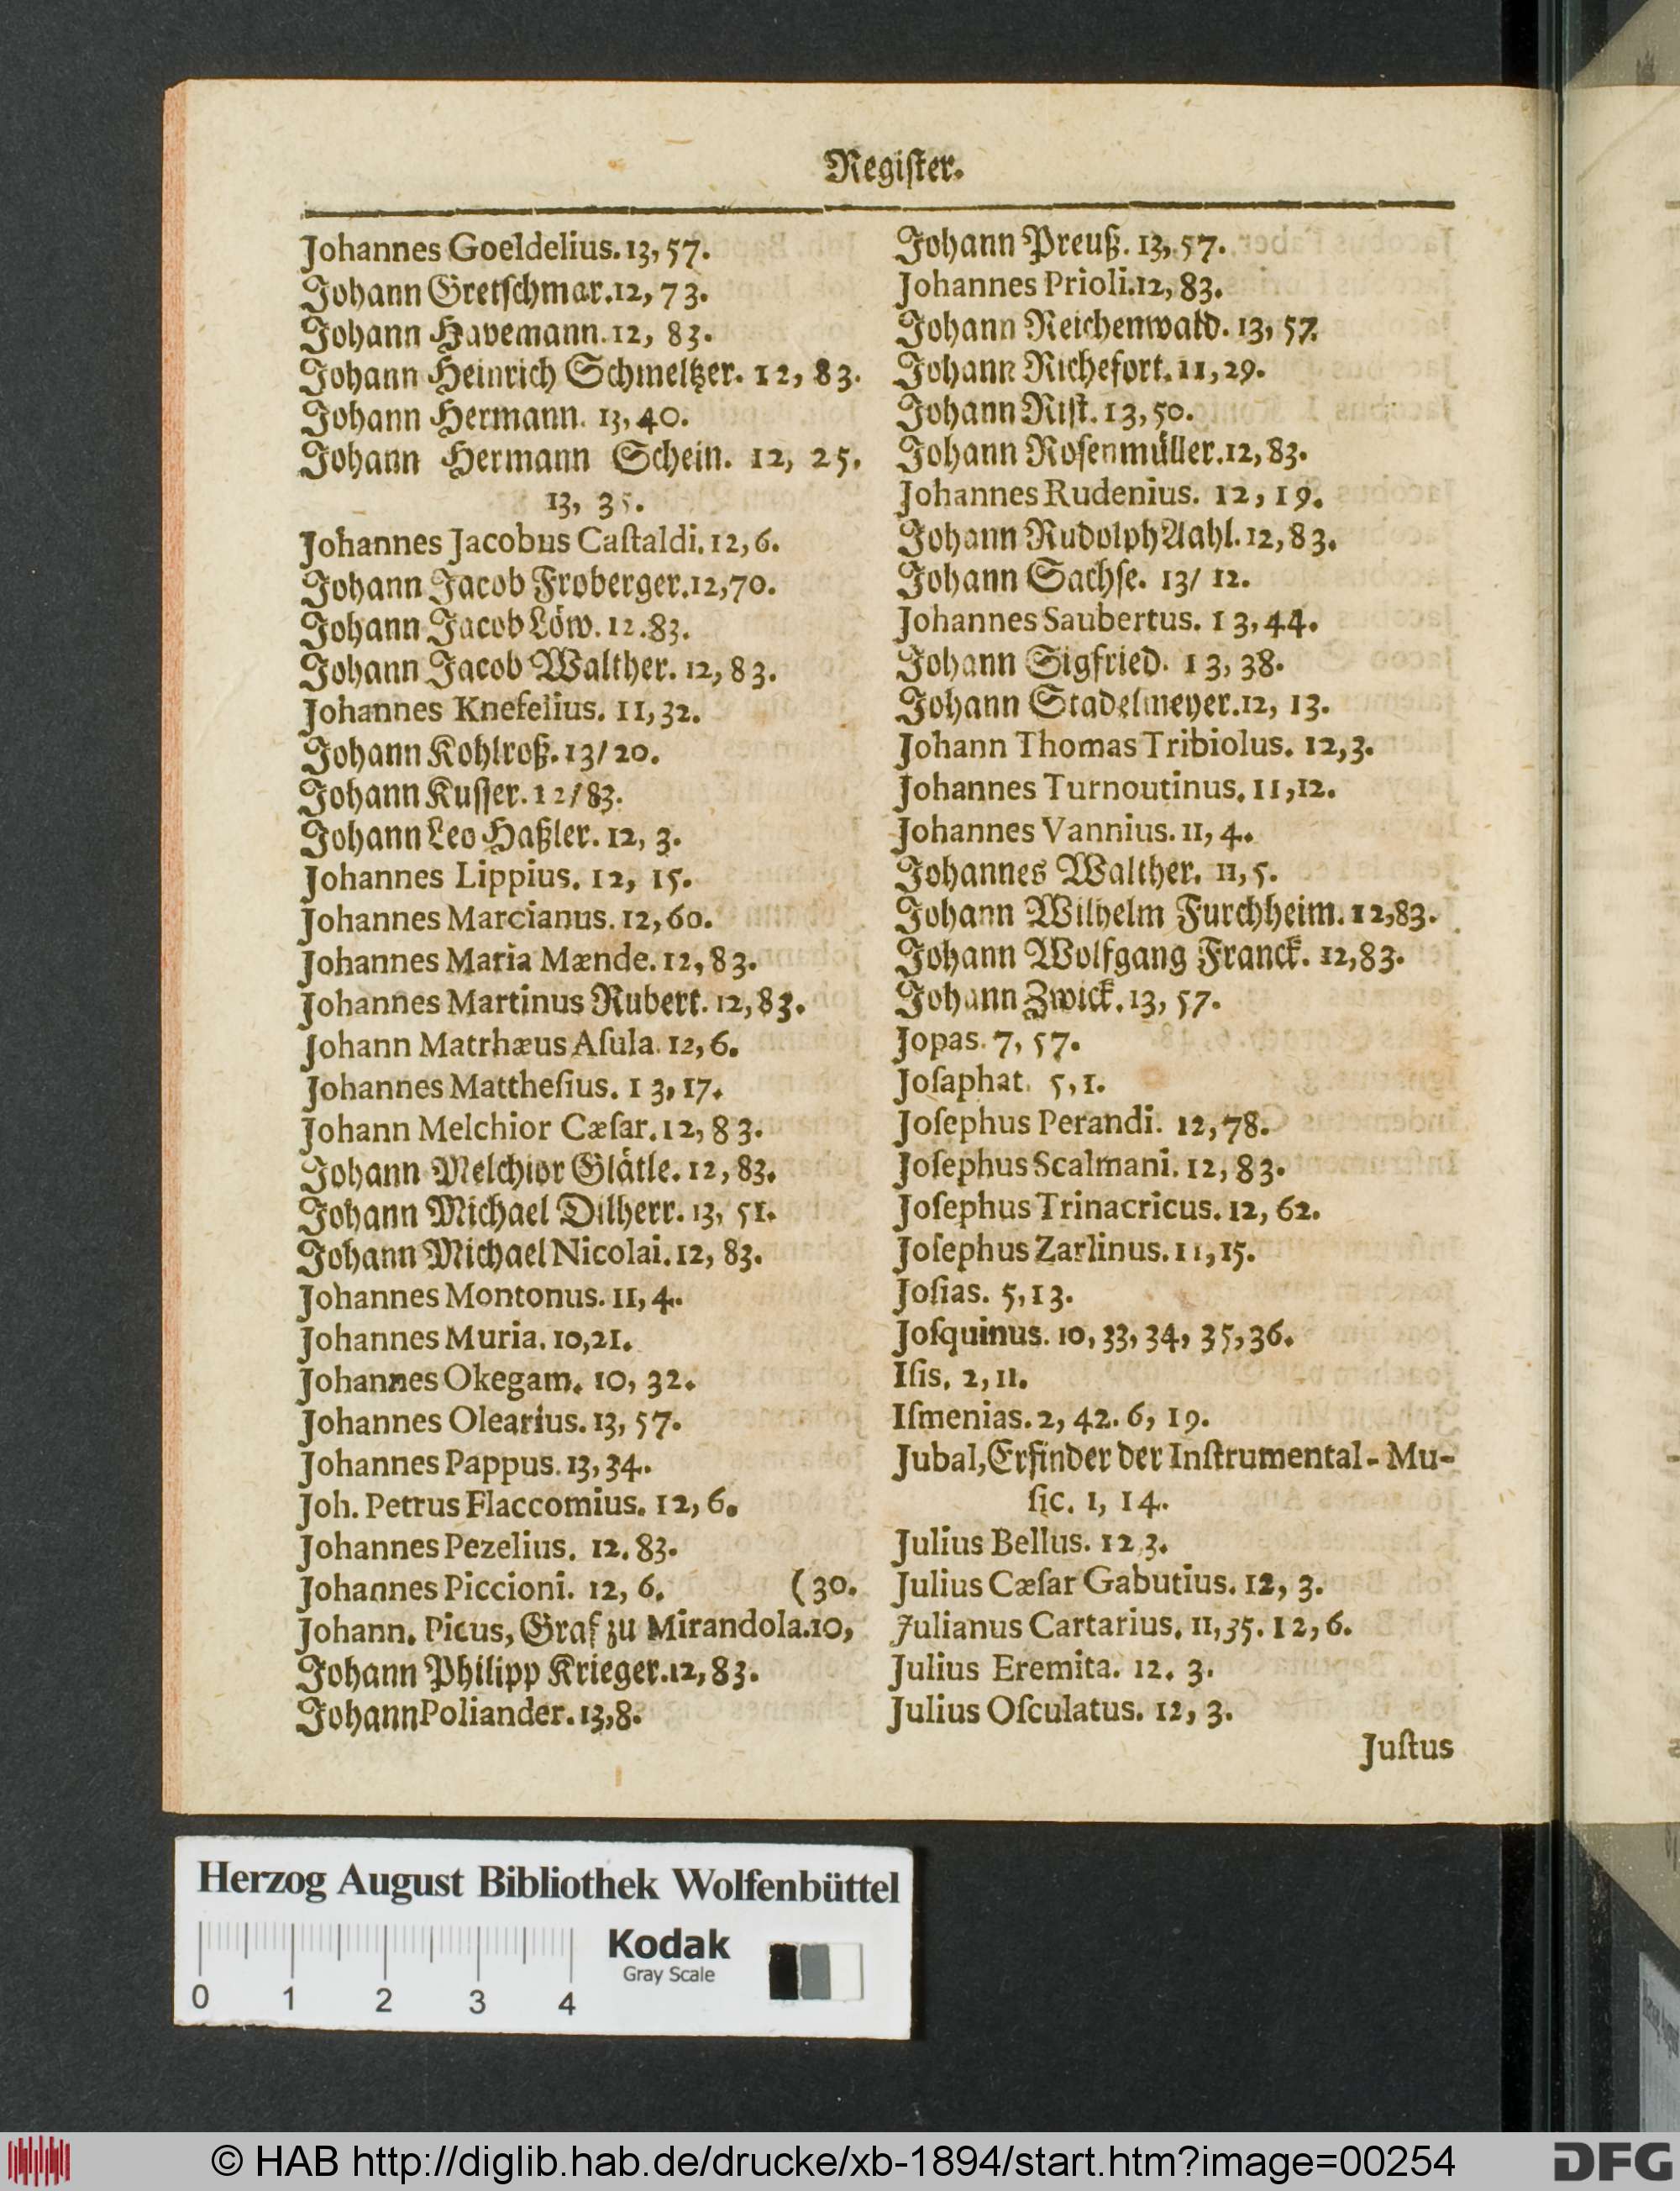 Regiſter.
Johannes Goeldelius. 13, 57.
Johann Gretſchmar. 12, 73.
Johann Havemann. 12, 83.
Johann Heinrich Schmeltzer. 12, 83.
Johann Hermann. 13, 40.
Johann Hermann Schein. 12, 25.
13, 35.
Johannes Jacobus Caſtaldi. 12, 6.
Johann Jacob Froberger. 12, 70.
Johann Jacob Löw. 12. 83.
Johann Jacob Walther. 12, 83.
Johannes Knefelius. 11, 32.
Johann Kohlroß. 13/ 20.
Johann Kuſſer. 12/ 83.
Johann Leo Haßler. 12, 3.
Johannes Lippius. 12, 15.
Johannes Marcianus. 12, 60.
Johannes Maria Mænde. 12, 83.
Johannes Martinus Rubert. 12, 83.
Johann Matrhæus Aſula. 12, 6.
Johannes Mattheſius. 13, 17.
Johann Melchior Cæſar. 12, 83.
Johann Melchior Glätle. 12, 83.
Johann Michael Dilherr. 13, 51.
Johann Michael Nicolai. 12, 83.
Johannes Montonus. 11, 4.
Johannes Muria. 10, 21.
Johannes Okegam. 10, 32.
Johannes Olearius. 13, 57.
Johannes Pappus. 13, 34.
Joh. Petrus Flaccomius. 12, 6.
Johannes Pezelius. 12. 83.
Johannes Piccioni. 12, 6. (30.
Johann. Picus, Graf zu Mirandola. 10,
Johann Philipp Krieger. 12, 83.
Johann Poliander. 13, 8.
Johann Preuß. 13, 57.
Johannes Prioli. 12, 83.
Johann Reichenwald. 13, 57.
Johann Richefort. 11, 29.
Johann Riſt. 13, 50.
Johann Roſenmüller. 12, 83.
Johannes Rudenius. 12, 19.
Johann Rudolph Aahl. 12, 83.
Johann Sachſe. 13/ 12.
Johannes Saubertus. 13, 44.
Johann Sigfried. 13, 38.
Johann Stadelmeyer. 12, 13.
Johann Thomas Tribiolus. 12, 3.
Johannes Turnoutinus. 11, 12.
Johannes Vannius. 11, 4.
Johannes Walther. 11, 5.
Johann Wilhelm Furchheim. 12, 83.
Johann Wolfgang Franck. 12, 83.
Johann Zwick. 13, 57.
Jopas. 7, 57.
Joſaphat. 5, 1.
Joſephus Perandi. 12, 78.
Joſephus Scalmani. 12, 83.
Joſephus Trinacricus. 12, 62.
Joſephus Zarlinus. 11, 15.
Joſias. 5, 13.
Joſquinus. 10, 33, 34, 35, 36.
Iſis. 2, 11.
Iſmenias. 2, 42. 6, 19.
Jubal, Erfinder der Inſtrumental-Mu-
ſic. 1, 14.
Julius Bellus. 12 3.
Julius Cæſar Gabutius. 12, 3.
Julianus Cartarius. 11, 35. 12, 6.
Julius Eremita. 12. 3.
Julius Oſculatus. 12, 3.
Juſtus
Herzog August Bibliothek Wolfenbüttel
Kodak
Gray Scale
0 1 2 3 4
© HAB http://diglib.hab.de/drucke/xb-1894/start.htm?image=00254
DFG